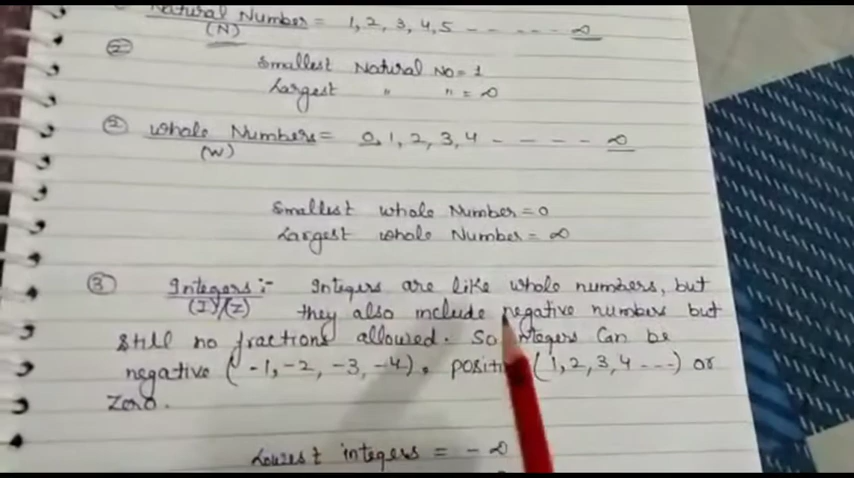 Natural Number = 1, 2, 3, 4, 5 - - - - - - ∞
(N)
②
Smallest Natural No = 1
Largest " " = ∞
② Whole Numbers = 0, 1, 2, 3, 4 - - - - - ∞
(W)
Smallest whole Number = 0
Largest whole Number = ∞
③ Integers :- Integers are like whole numbers, but
(I)/(Z) they also include negative numbers but
still no fractions allowed. So integers Can be
negative ( -1, -2, -3, -4 ), (1, 2, 3, 4 ---) or
Zero.
Lowest integers = - ∞